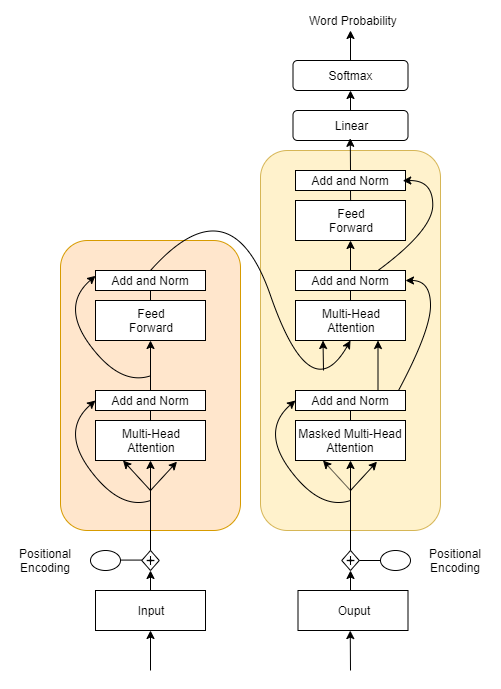 Word Probability
Softmax
Linear
Add and Norm
Feed
Forward
Add and Norm
Multi-Head
Attention
Add and Norm
Masked Multi-Head
Attention
Add and Norm
Feed
Forward
Add and Norm
Multi-Head
Attention
Positional
Encoding
Positional
Encoding
Input
Ouput